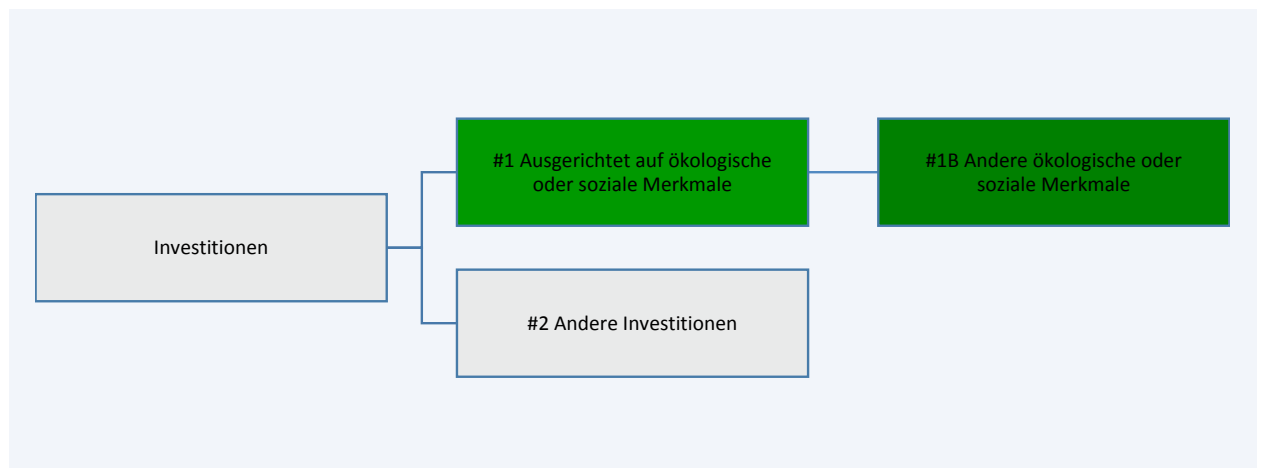 #1 Ausgerichtet auf ökologische
oder soziale Merkmale
#1B Andere ökologische oder
soziale Merkmale
Investitionen
#2 Andere Investitionen